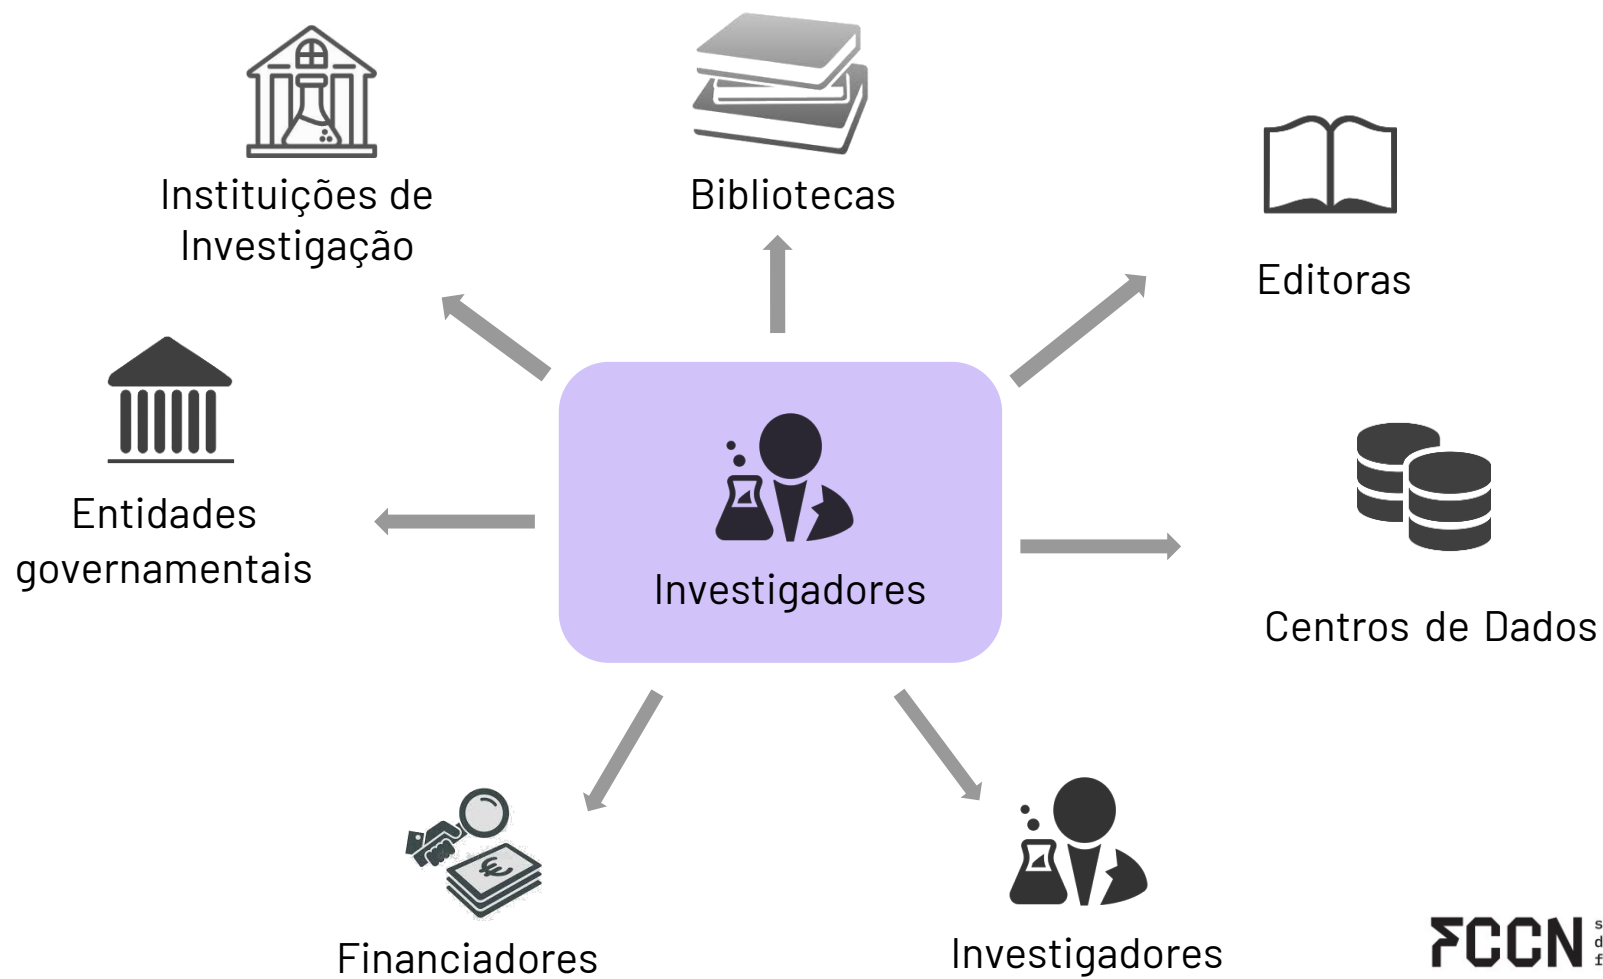 Instituições de
Investigação
Bibliotecas
Editoras
Entidades
governamentais
Investigadores
Centros de Dados
Financiadores
Investigadores
FCCN
s
d
f